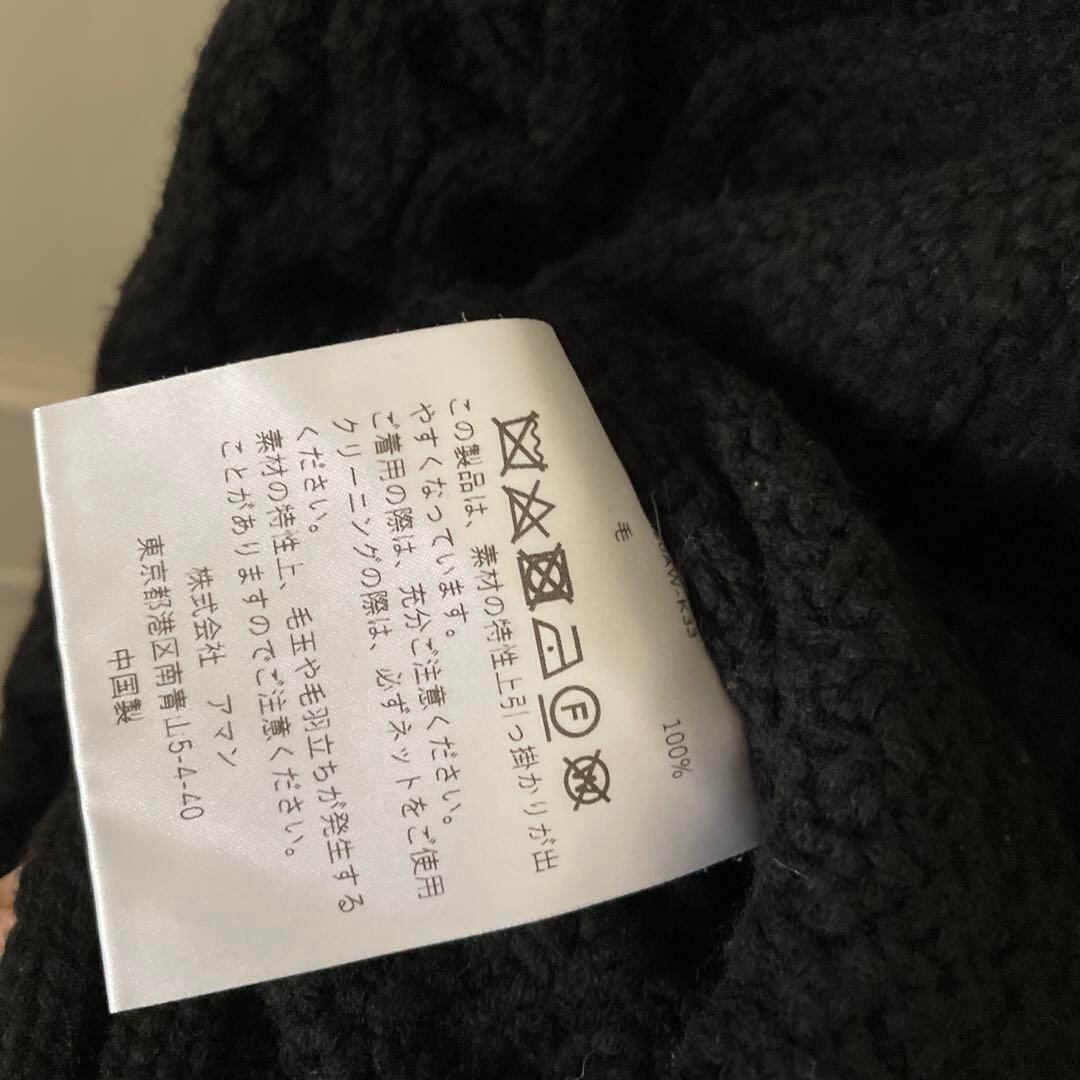 毛 100%
F
この製品は、素材の特性上引っ掛かりが出
やすくなっています。
ご着用の際は、充分ご注意ください。
クリーニングの際は、必ずネットをご使用
ください。
素材の特性上、毛玉や毛羽立ちが発生する
ことがありますのでご注意ください。
株式会社 アマン
東京都港区南青山5-4-40
中国製